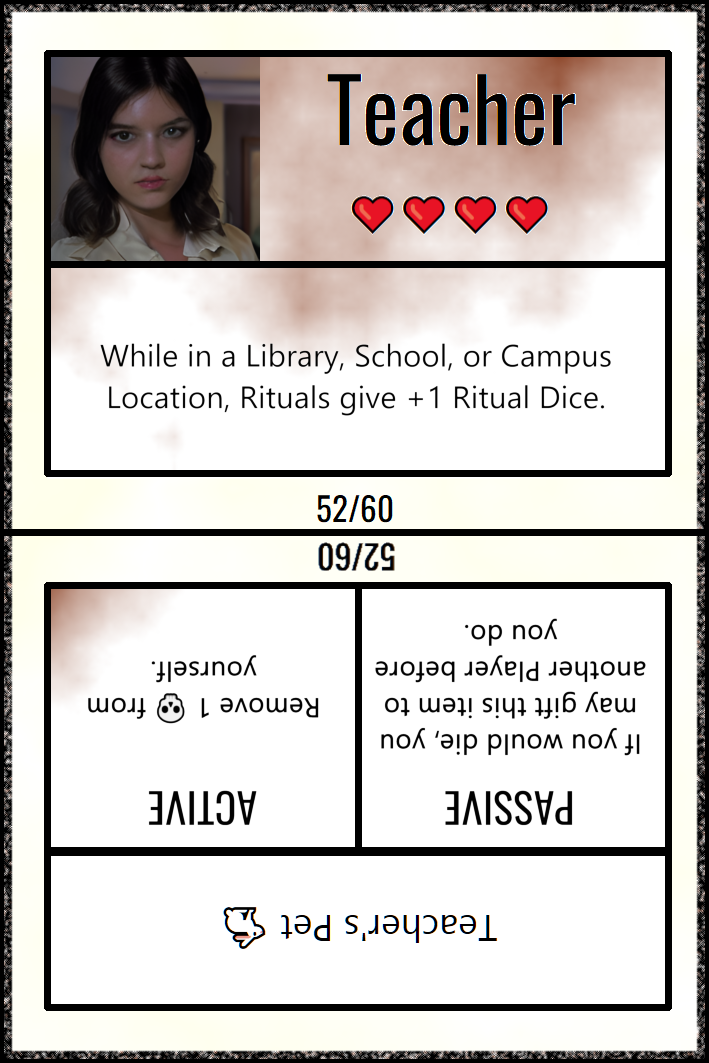 Teacher
While in a Library, School, or Campus
Location, Rituals give +1 Ritual Dice.
52/60
52/60
Teacher's Pet
PASSIVE
If you would die, you
may gift this item to
another Player before
you do.
ACTIVE
Remove 1 from
yourself.